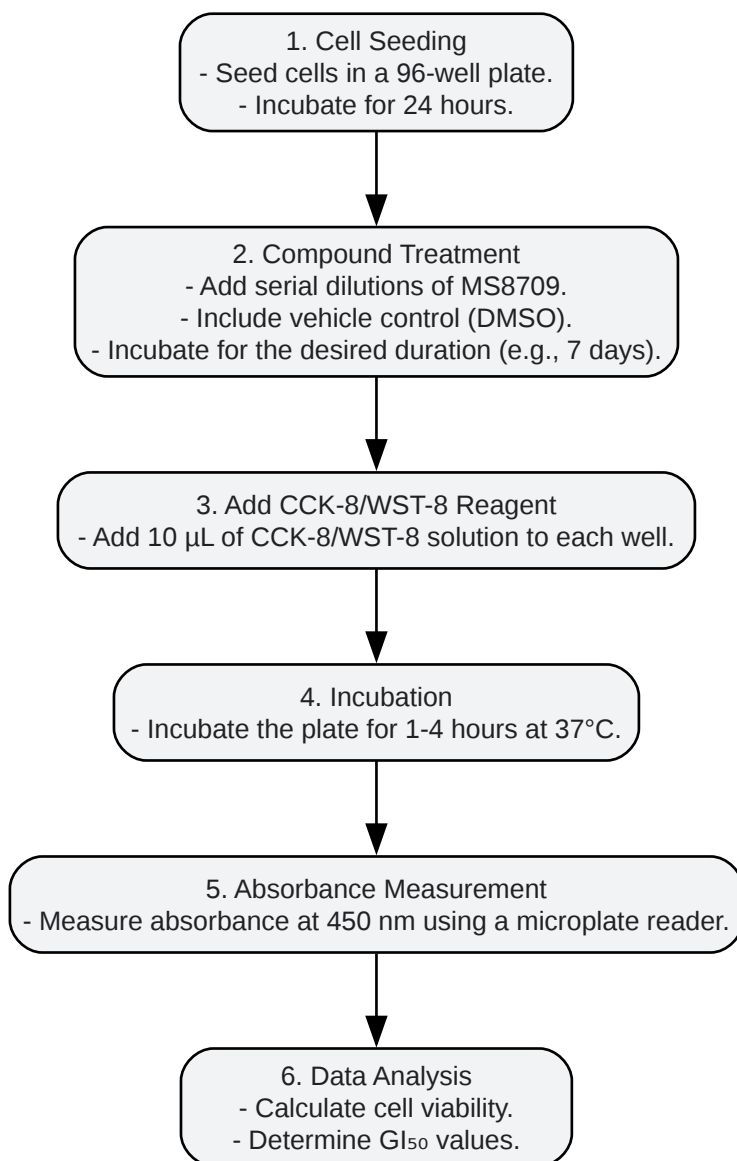 1. Cell Seeding
- Seed cells in a 96-well plate.
- Incubate for 24 hours.
2. Compound Treatment
- Add serial dilutions of MS8709.
- Include vehicle control (DMSO).
- Incubate for the desired duration (e.g., 7 days).
3. Add CCK-8/WST-8 Reagent
- Add 10 µL of CCK-8/WST-8 solution to each well.
4. Incubation
- Incubate the plate for 1-4 hours at 37°C.
5. Absorbance Measurement
- Measure absorbance at 450 nm using a microplate reader.
6. Data Analysis
- Calculate cell viability.
- Determine GI₅₀ values.